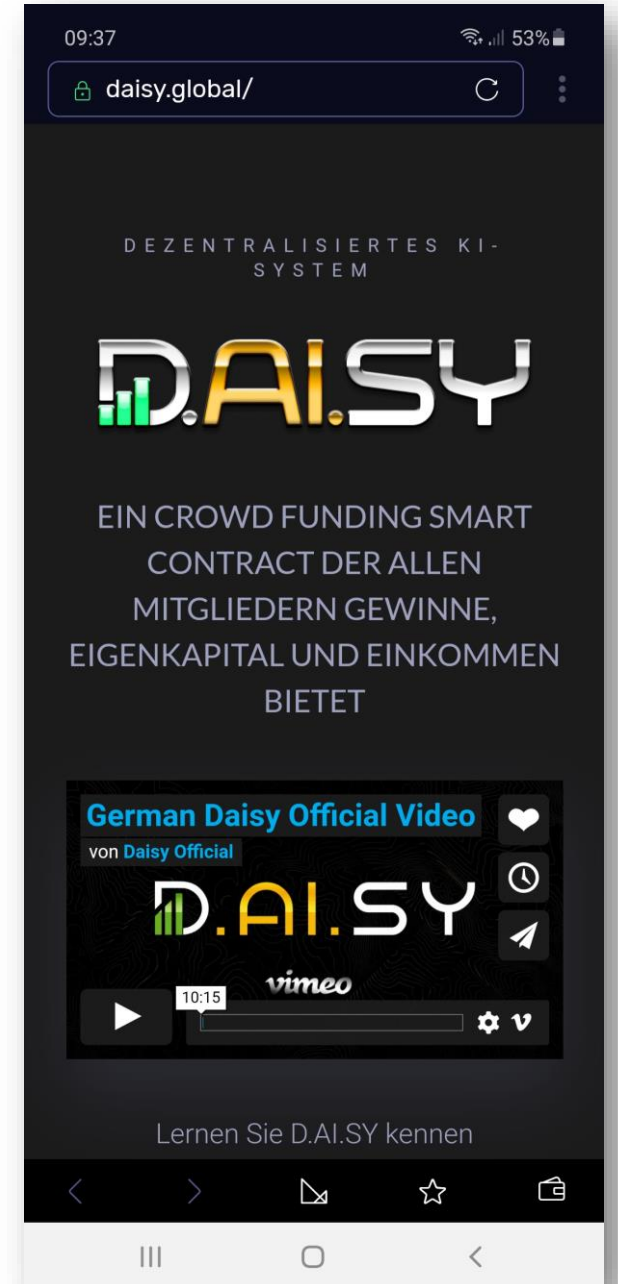 09:37
53%
daisy.global/
DEZENTRALISIERTES KI-
SYSTEM
D.AI.SY
EIN CROWD FUNDING SMART
CONTRACT DER ALLEN
MITGLIEDERN GEWINNE,
EIGENKAPITAL UND EINKOMMEN
BIETET
German Daisy Official Video
von Daisy Official
D.AI.SY
vimeo
10:15
Lernen Sie D.AI.SY kennen